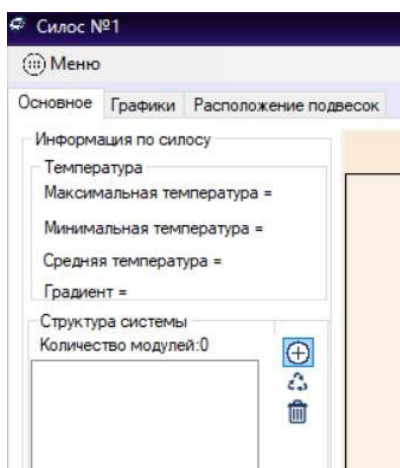 Силос №1
Меню
Основное Графики Расположение подвесок
Информация по силосу
Температура
Максимальная температура =
Минимальная температура =
Средняя температура =
Градиент =
Структура системы
Количество модулей:0